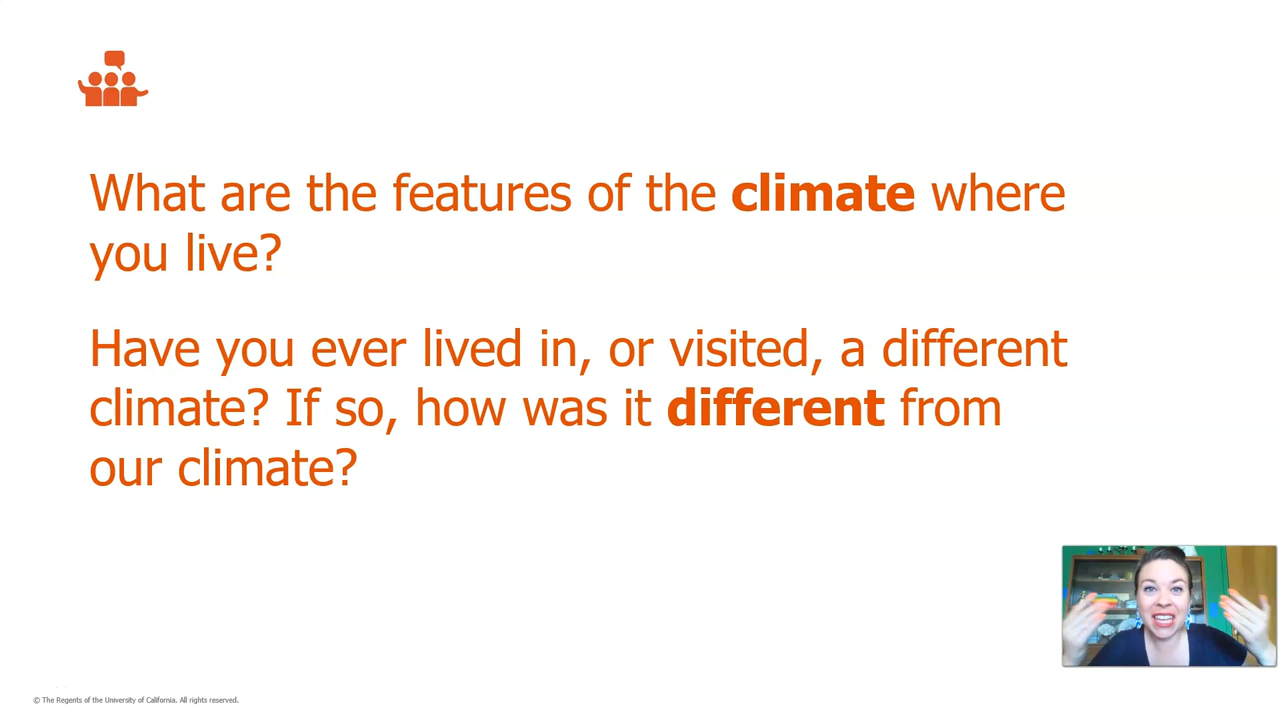 What are the features of the climate where
you live?
Have you ever lived in, or visited, a different
climate? If so, how was it different from
our climate?
© The Regents of the University of California. All rights reserved.